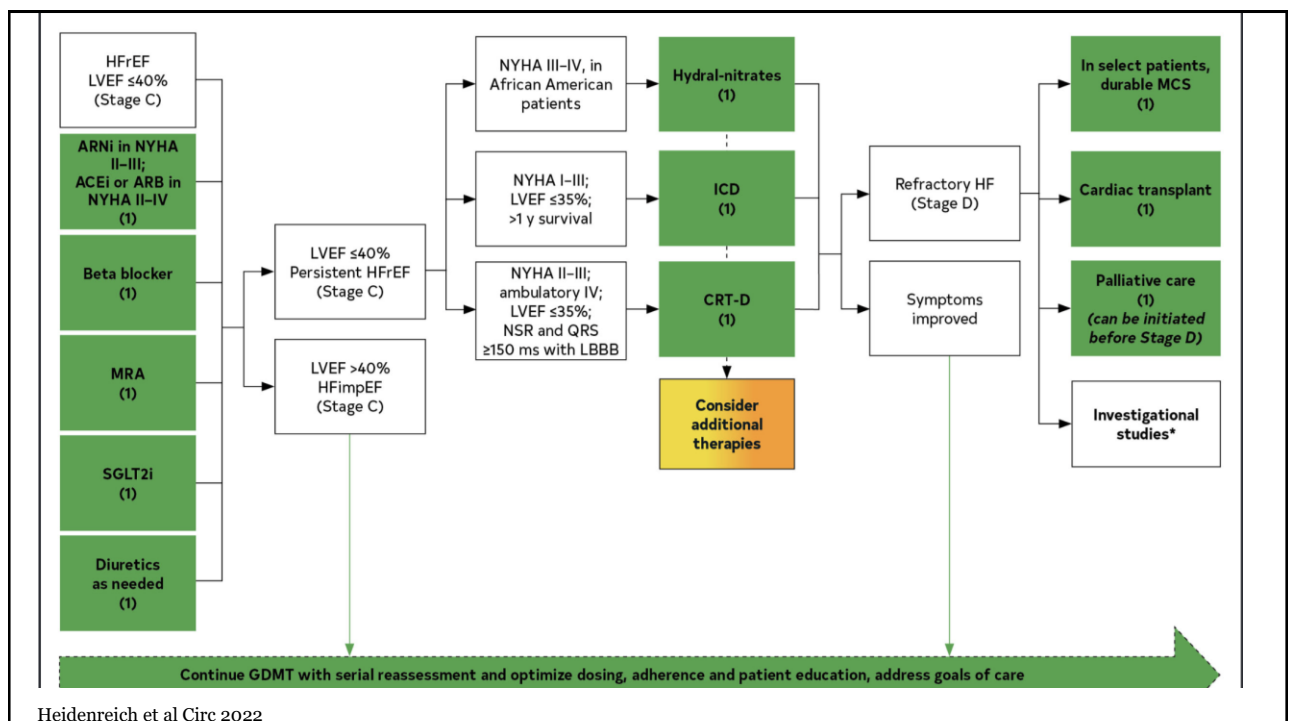 HFrEF
LVEF ≤40%
(Stage C)
ARNi in NYHA
II–III;
ACEi or ARB in
NYHA II–IV
(1)
Beta blocker
(1)
MRA
(1)
SGLT2i
(1)
Diuretics
as needed
(1)
LVEF ≤40%
Persistent HFrEF
(Stage C)
LVEF >40%
HFimpEF
(Stage C)
NYHA III–IV, in
African American
patients
NYHA I–III;
LVEF ≤35%;
>1 y survival
NYHA II–III;
ambulatory IV;
LVEF ≤35%;
NSR and QRS
≥150 ms with LBBB
Hydral-nitrates
(1)
ICD
(1)
CRT-D
(1)
Consider
additional
therapies
Refractory HF
(Stage D)
Symptoms
improved
In select patients,
durable MCS
(1)
Cardiac transplant
(1)
Palliative care
(1)
(can be initiated
before Stage D)
Investigational
studies*
Continue GDMT with serial reassessment and optimize dosing, adherence and patient education, address goals of care
Heidenreich et al Circ 2022